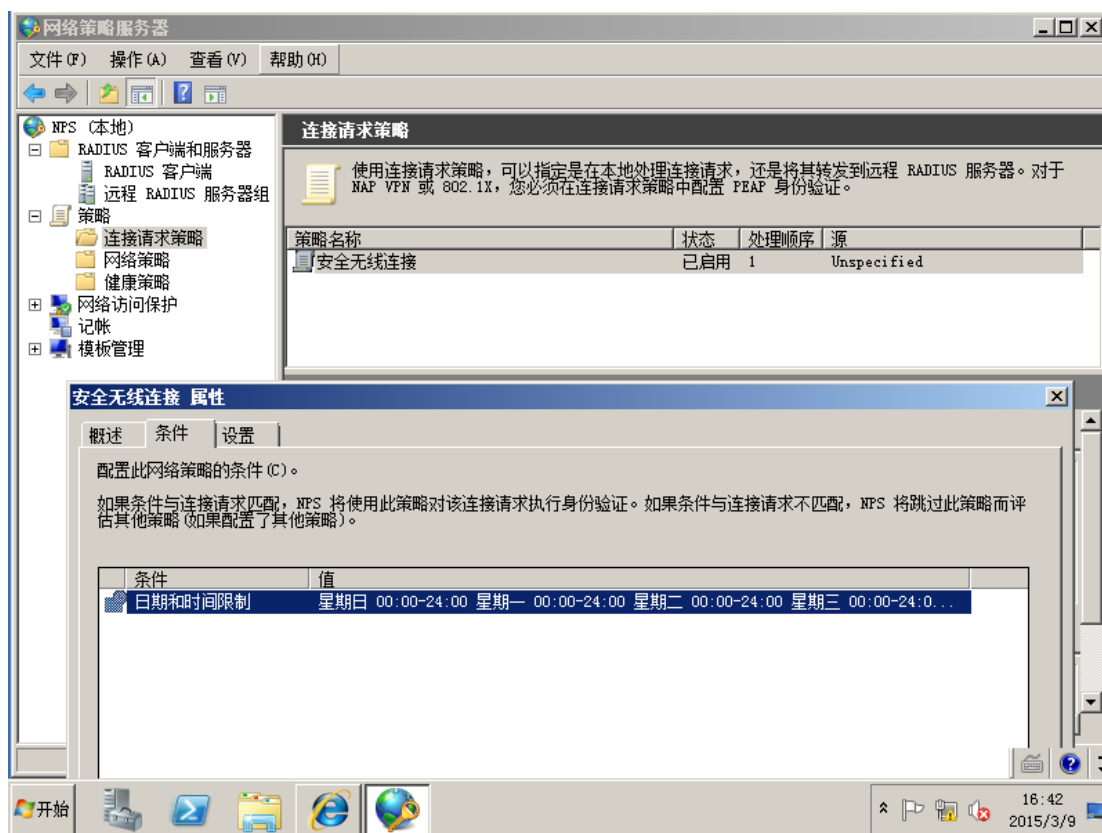 网络策略服务器
文件(F) 操作(A) 查看(V) 帮助(H)
NPS (本地)
RADIUS 客户端和服务器
RADIUS 客户端
远程 RADIUS 服务器组
策略
连接请求策略
网络策略
健康策略
网络访问保护
记帐
模板管理
连接请求策略
使用连接请求策略，可以指定是在本地处理连接请求，还是将其转发到远程 RADIUS 服务器。对于
NAP VPN 或 802.1X，您必须在连接请求策略中配置 PEAP 身份验证。
策略名称 状态 处理顺序 源
安全无线连接 已启用 1 Unspecified
安全无线连接 属性
概述 条件 设置
配置此网络策略的条件(C)。
如果条件与连接请求匹配，NPS 将使用此策略对该连接请求执行身份验证。如果条件与连接请求不匹配，NPS 将跳过此策略而评
估其他策略(如果配置了其他策略)。
条件 值
日期和时间限制 星期日 00:00-24:00 星期一 00:00-24:00 星期二 00:00-24:00 星期三 00:00-24:0...
开始
16:42
2015/3/9